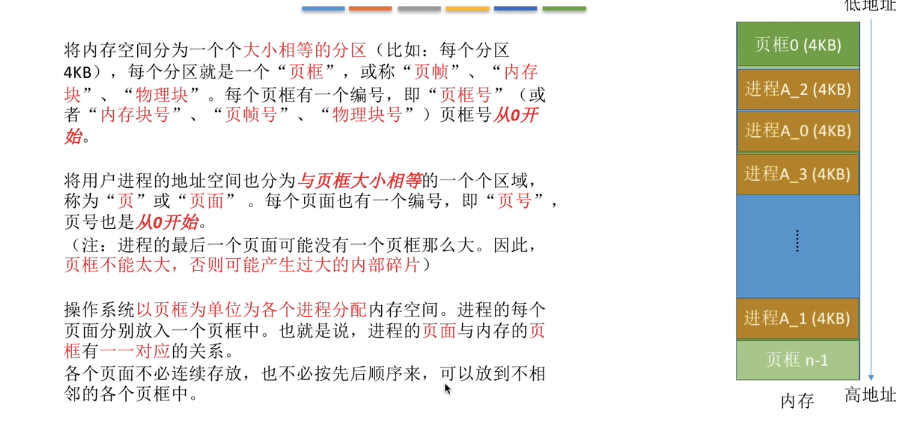 将内存空间分为一个个大小相等的分区（比如：每个分区
4KB），每个分区就是一个“页框”，或称“页帧”、“内存
块”、“物理块”。每个页框有一个编号，即“页框号”（或
者“内存块号”、“页帧号”、“物理块号”）页框号从0开
始。
将用户进程的地址空间也分为与页框大小相等的一个个区域，
称为“页”或“页面” 。每个页面也有一个编号，即“页号”，
页号也是从0开始。
（注：进程的最后一个页面可能没有一个页框那么大。因此，
页框不能太大，否则可能产生过大的内部碎片）
操作系统以页框为单位为各个进程分配内存空间。进程的每个
页面分别放入一个页框中。也就是说，进程的页面与内存的页
框有一一对应的关系。
各个页面不必连续存放，也不必按先后顺序来，可以放到不相
邻的各个页框中。
低地址
页框0 (4KB)
进程A_2 (4KB)
进程A_0 (4KB)
进程A_3 (4KB)
......
进程A_1 (4KB)
页框 n-1
内存
高地址